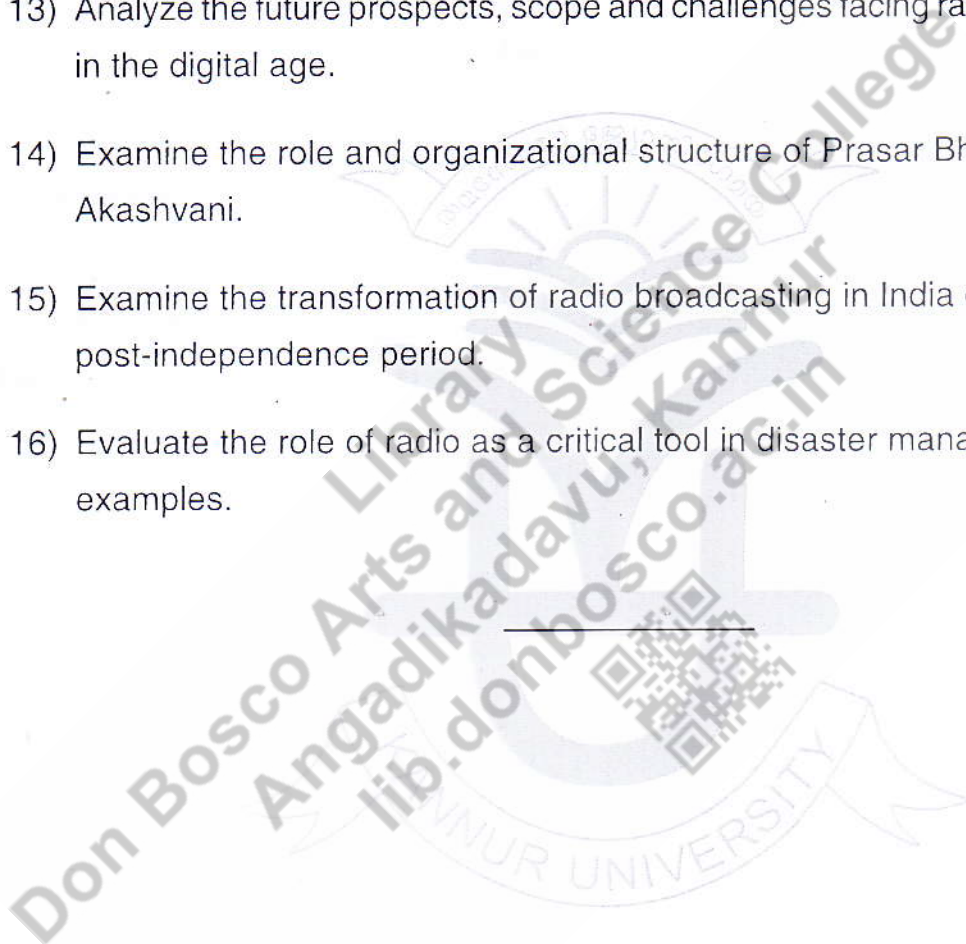 13) Analyze the future prospects, scope and challenges facing ra
in the digital age.
14) Examine the role and organizational structure of Prasar Bh
Akashvani.
15) Examine the transformation of radio broadcasting in India
post-independence period.
16) Evaluate the role of radio as a critical tool in disaster mana
examples.
Library
Don Bosco Arts and Science College
Angadikadavu, Kannur
lib.donbosco.ac.in
KANNUR UNIVERSITY